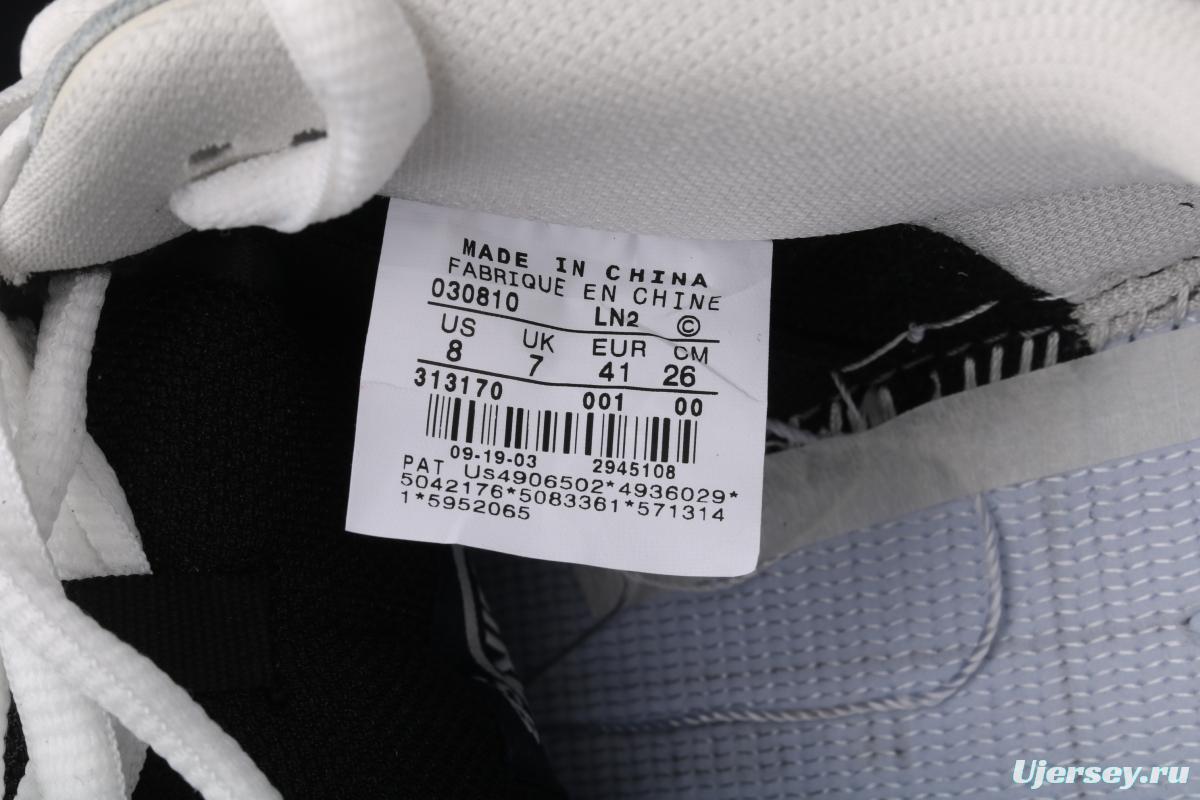 MADE IN CHINA
FABRIQUE EN CHINE
030810 LN2 ©
US UK EUR CM
8 7 41 26
313170 001 00
09-19-03 2945108
PAT Us4906502*4936029*
5042176*5083361*571314
1*5952065
Ujersey.ru